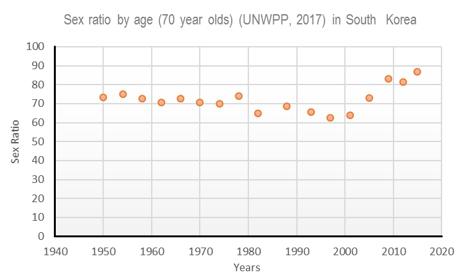 Sex ratio by age (70 year olds) (UNWPP, 2017) in South Korea
100
90
80
70
60
50
40
30
20
10
0
Sex Ratio
1940 1950 1960 1970 1980 1990 2000 2010 2020
Years